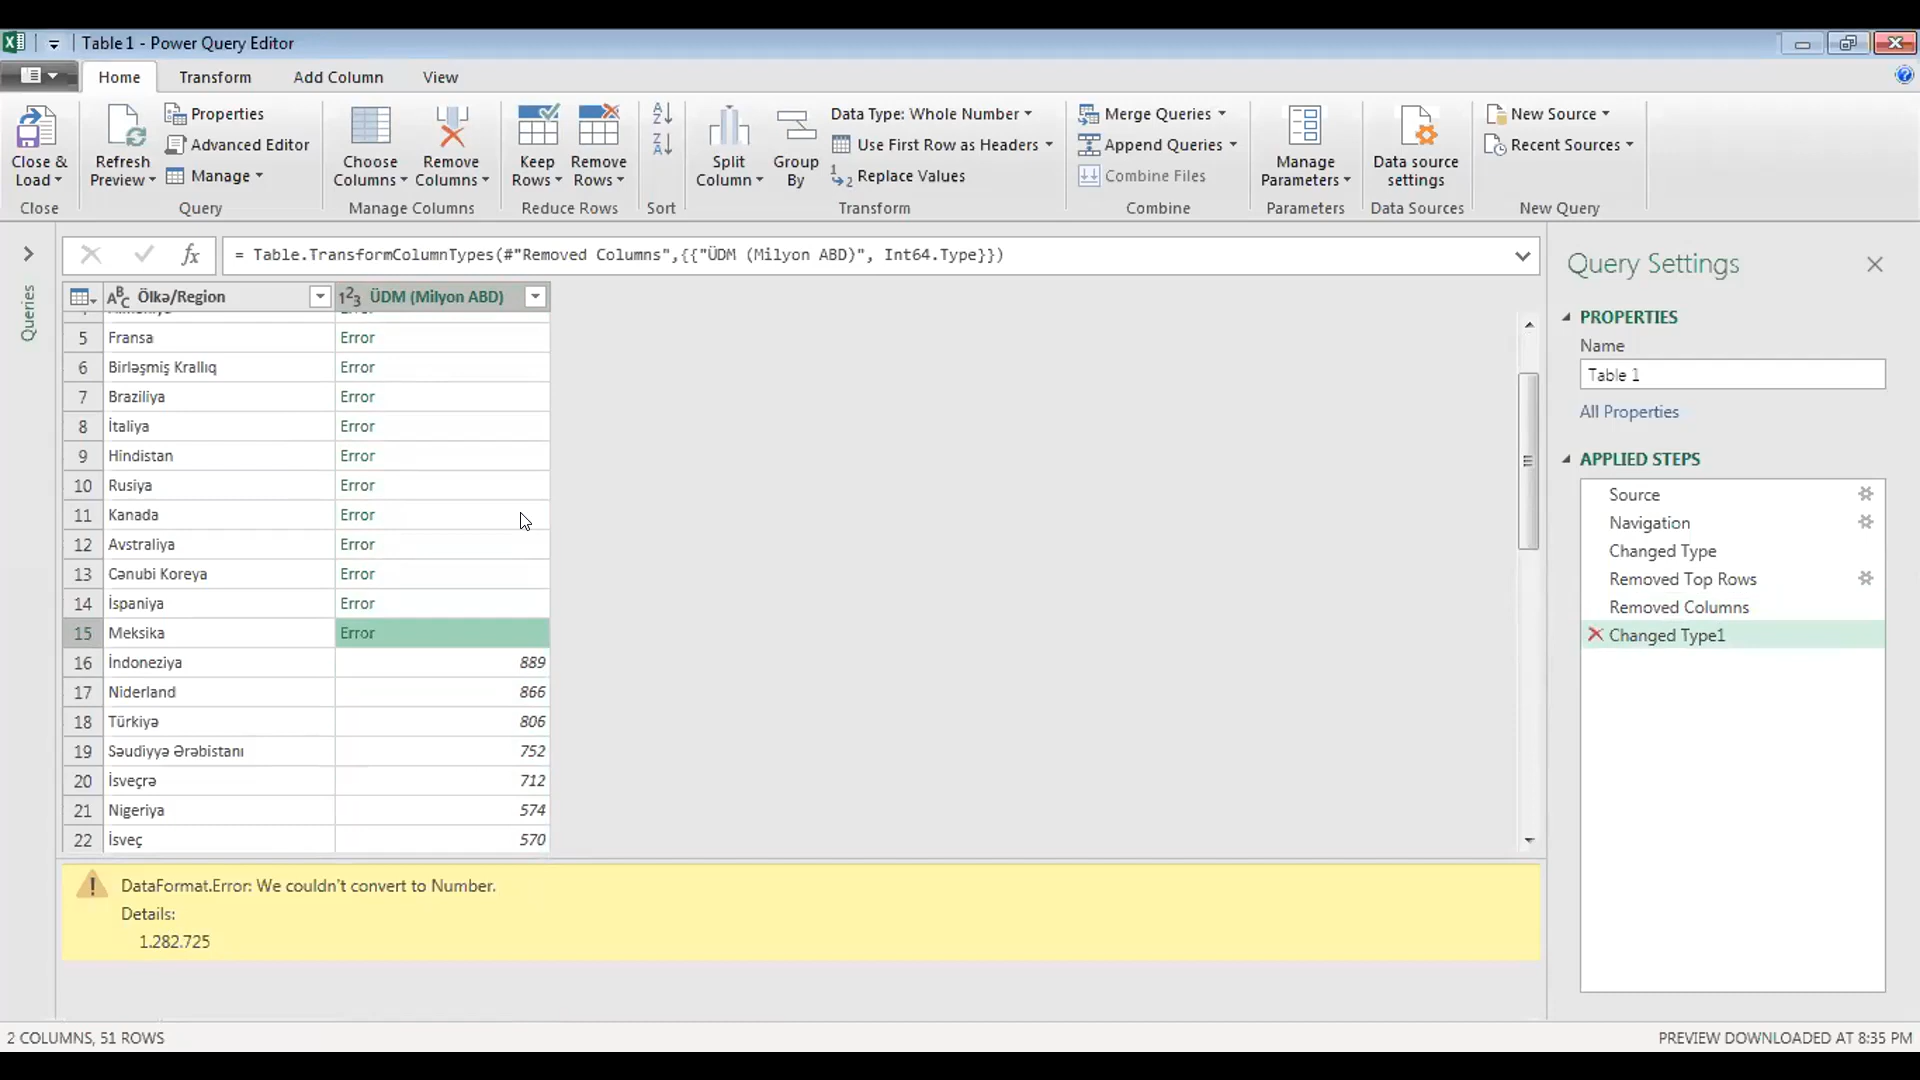 Table 1 - Power Query Editor
Home
Transform
Add Column
View
Close & Load
Refresh Preview
Properties
Advanced Editor
Manage
Choose Columns
Remove Columns
Keep Rows
Remove Rows
Split Column
Group By
Data Type: Whole Number
Use First Row as Headers
Replace Values
Merge Queries
Append Queries
Combine Files
Manage Parameters
Data source settings
New Source
Recent Sources
Close
Query
Manage Columns
Reduce Rows
Sort
Transform
Combine
Parameters
Data Sources
New Query
Queries
fx
= Table.TransformColumnTypes(#"Removed Columns",{{"ÜDM (Milyon ABD)", Int64.Type}})
Ölkə/Region ÜDM (Milyon ABD)
5 Fransa Error
6 Birləşmiş Krallıq Error
7 Braziliya Error
8 İtaliya Error
9 Hindistan Error
10 Rusiya Error
11 Kanada Error
12 Avstraliya Error
13 Cənubi Koreya Error
14 İspaniya Error
15 Meksika Error
16 İndoneziya 889
17 Niderland 866
18 Türkiyə 806
19 Səudiyyə Ərəbistanı 752
20 İsveçrə 712
21 Nigeriya 574
22 İsveç 570
DataFormat.Error: We couldn't convert to Number.
Details:
1.282.725
Query Settings
PROPERTIES
Name
Table 1
All Properties
APPLIED STEPS
Source
Navigation
Changed Type
Removed Top Rows
Removed Columns
Changed Type1
2 COLUMNS, 51 ROWS
PREVIEW DOWNLOADED AT 8:35 PM